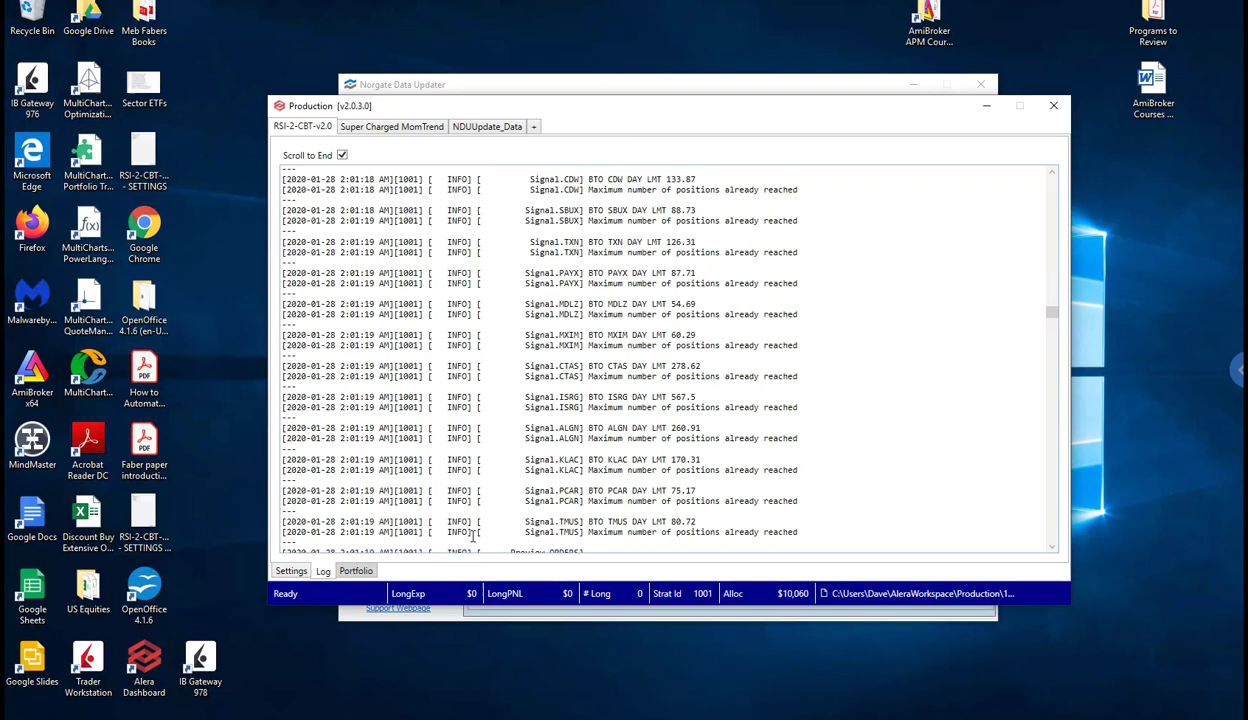 Recycle Bin
Google Drive
Meb Fabers
Books
AmiBroker
APM Cour...
Programs to
Review
IB Gateway
976
MultiCharts...
Optimizatio...
Sector ETFs
AmiBroker
Courses ...
Microsoft
Edge
MultiChart...
Portfolio Tr...
RSI-2-CBT-...
- SETTINGS
Firefox
MultiCharts...
PowerLang...
Google
Chrome
Malwareby...
MultiChart...
QuoteMan...
OpenOffice
4.1.6 (en-U...
AmiBroker
x64
MultiChart...
How to
Automat...
MindMaster
Acrobat
Reader DC
Faber paper
introducti...
Google Docs
Discount Buy
Extensive O...
RSI-2-CBT-...
- SETTINGS
Google
Sheets
US Equities
OpenOffice
4.1.6
Google Slides
Trader
Workstation
Alera
Dashboard
IB Gateway
978
Norgate Data Updater
Production [v2.0.3.0]
RSI-2-CBT-v2.0
Super Charged MomTrend
NDUUpdate_Data
+
Scroll to End
---
[2020-01-28 2:01:18 AM][1001] [ INFO] [ Signal.CDW] BTO CDW DAY LMT 133.87
[2020-01-28 2:01:18 AM][1001] [ INFO] [ Signal.CDW] Maximum number of positions already reached
---
[2020-01-28 2:01:18 AM][1001] [ INFO] [ Signal.SBUX] BTO SBUX DAY LMT 88.73
[2020-01-28 2:01:19 AM][1001] [ INFO] [ Signal.SBUX] Maximum number of positions already reached
---
[2020-01-28 2:01:19 AM][1001] [ INFO] [ Signal.TXN] BTO TXN DAY LMT 126.31
[2020-01-28 2:01:19 AM][1001] [ INFO] [ Signal.TXN] Maximum number of positions already reached
---
[2020-01-28 2:01:19 AM][1001] [ INFO] [ Signal.PAYX] BTO PAYX DAY LMT 87.71
[2020-01-28 2:01:19 AM][1001] [ INFO] [ Signal.PAYX] Maximum number of positions already reached
---
[2020-01-28 2:01:19 AM][1001] [ INFO] [ Signal.MDLZ] BTO MDLZ DAY LMT 54.69
[2020-01-28 2:01:19 AM][1001] [ INFO] [ Signal.MDLZ] Maximum number of positions already reached
---
[2020-01-28 2:01:19 AM][1001] [ INFO] [ Signal.MXIM] BTO MXIM DAY LMT 60.29
[2020-01-28 2:01:19 AM][1001] [ INFO] [ Signal.MXIM] Maximum number of positions already reached
---
[2020-01-28 2:01:19 AM][1001] [ INFO] [ Signal.CTAS] BTO CTAS DAY LMT 278.62
[2020-01-28 2:01:19 AM][1001] [ INFO] [ Signal.CTAS] Maximum number of positions already reached
---
[2020-01-28 2:01:19 AM][1001] [ INFO] [ Signal.ISRG] BTO ISRG DAY LMT 567.5
[2020-01-28 2:01:19 AM][1001] [ INFO] [ Signal.ISRG] Maximum number of positions already reached
---
[2020-01-28 2:01:19 AM][1001] [ INFO] [ Signal.ALGN] BTO ALGN DAY LMT 260.91
[2020-01-28 2:01:19 AM][1001] [ INFO] [ Signal.ALGN] Maximum number of positions already reached
---
[2020-01-28 2:01:19 AM][1001] [ INFO] [ Signal.KLAC] BTO KLAC DAY LMT 170.31
[2020-01-28 2:01:19 AM][1001] [ INFO] [ Signal.KLAC] Maximum number of positions already reached
---
[2020-01-28 2:01:19 AM][1001] [ INFO] [ Signal.PCAR] BTO PCAR DAY LMT 75.17
[2020-01-28 2:01:19 AM][1001] [ INFO] [ Signal.PCAR] Maximum number of positions already reached
---
[2020-01-28 2:01:19 AM][1001] [ INFO] [ Signal.TMUS] BTO TMUS DAY LMT 80.72
[2020-01-28 2:01:19 AM][1001] [ INFO] [ Signal.TMUS] Maximum number of positions already reached
---
[2020-01-28 2:01:19 AM][1001] [ INFO] [ Preview.ORDERS]
Settings
Log
Portfolio
Ready
LongExp $0
LongPNL $0
# Long 0
Strat Id 1001
Alloc $10,060
C:\Users\Dave\AleraWorkspace\Production\1...
Support Webpage